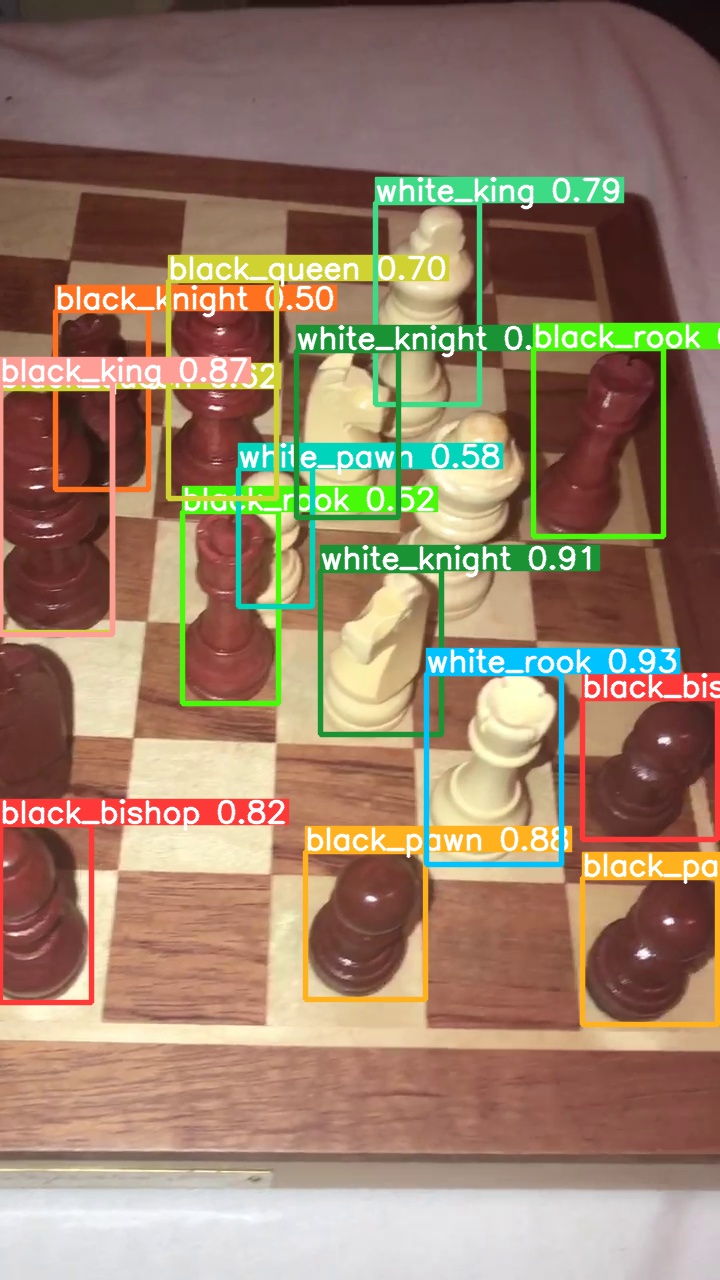 white_king 0.79
black_queen 0.70
black_knight 0.50
white_knight 0.
black_rook
black_king 0.87
white_pawn 0.58
black_rook 0.52
white_knight 0.91
white_rook 0.93
black_bis
black_bishop 0.82
black_pawn 0.88
black_pa